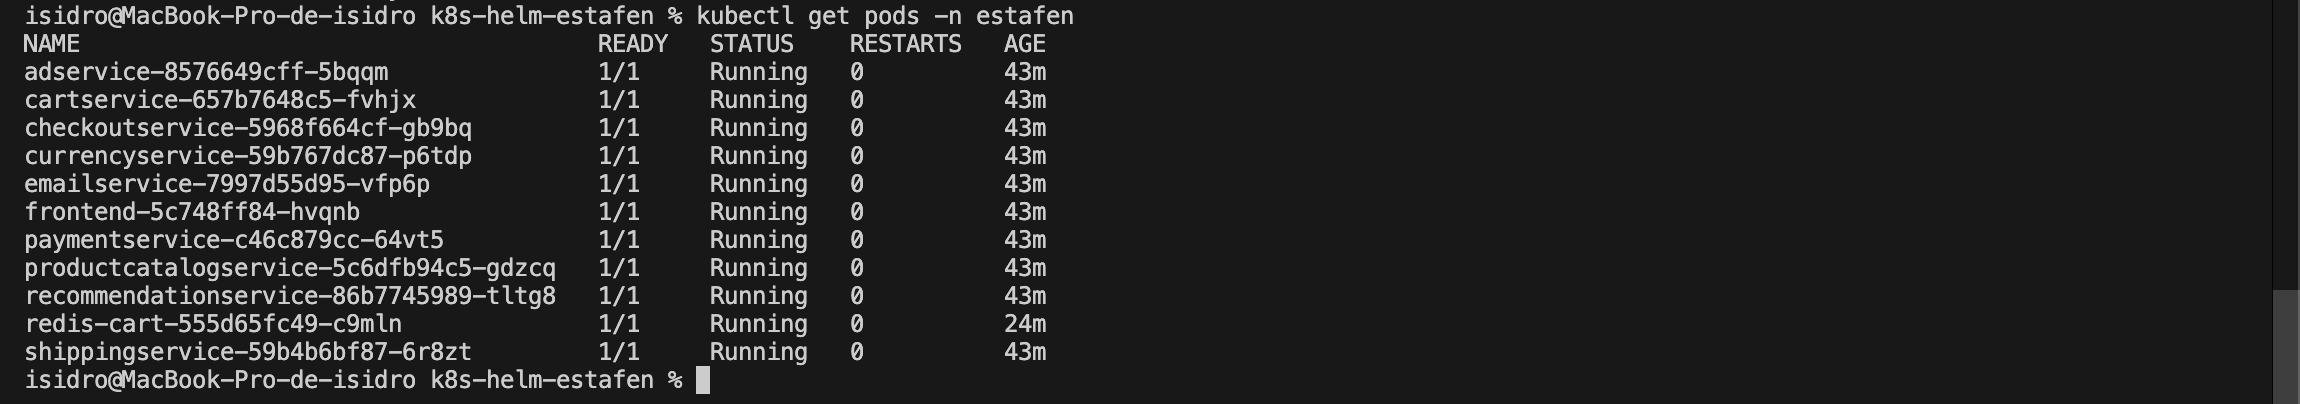 isidro@MacBook-Pro-de-isidro k8s-helm-estafen % kubectl get pods -n estafen
NAME READY STATUS RESTARTS AGE
adservice-8576649cff-5bqqm 1/1 Running 0 43m
cartservice-657b7648c5-fvhjx 1/1 Running 0 43m
checkoutservice-5968f664cf-gb9bq 1/1 Running 0 43m
currencyservice-59b767dc87-p6tdp 1/1 Running 0 43m
emailservice-7997d55d95-vfp6p 1/1 Running 0 43m
frontend-5c748ff84-hvqnb 1/1 Running 0 43m
paymentservice-c46c879cc-64vt5 1/1 Running 0 43m
productcatalogservice-5c6dfb94c5-gdzcq 1/1 Running 0 43m
recommendationservice-86b7745989-tltg8 1/1 Running 0 43m
redis-cart-555d65fc49-c9mln 1/1 Running 0 24m
shippingservice-59b4b6bf87-6r8zt 1/1 Running 0 43m
isidro@MacBook-Pro-de-isidro k8s-helm-estafen %